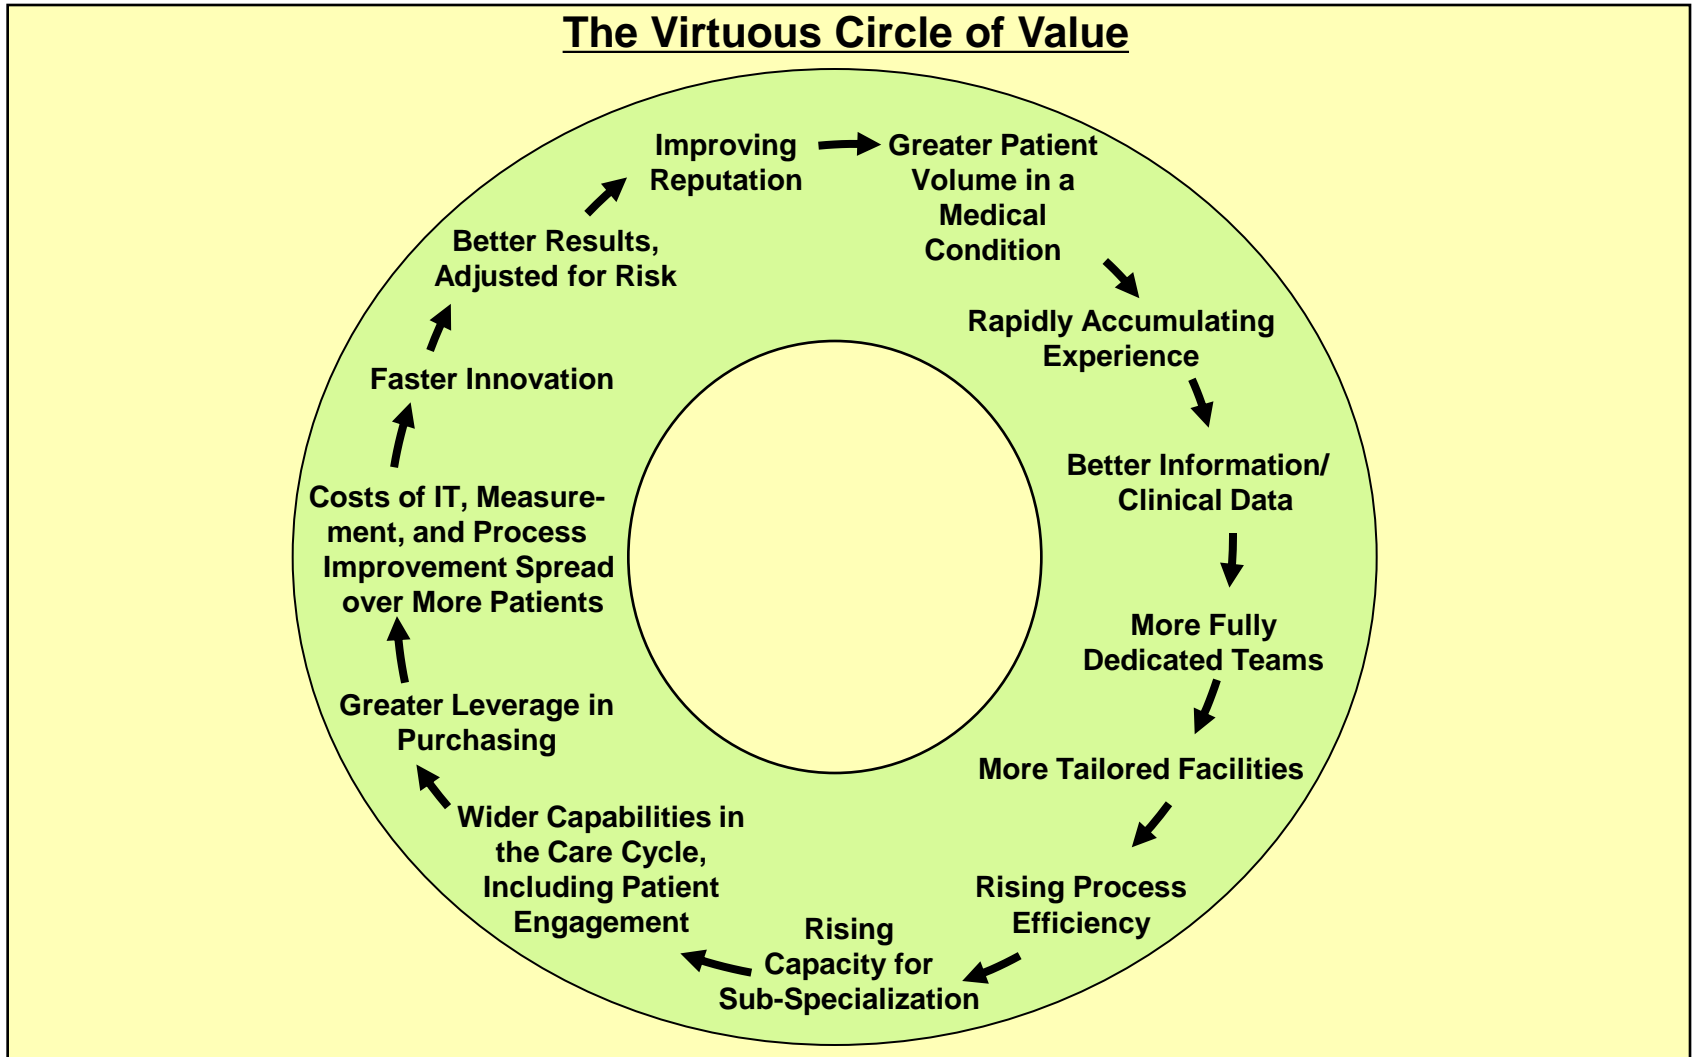 The Virtuous Circle of Value
Improving
Reputation
Greater Patient
Volume in a
Medical
Condition
Rapidly Accumulating
Experience
Better Information/
Clinical Data
More Fully
Dedicated Teams
More Tailored Facilities
Rising Process
Efficiency
Rising
Capacity for
Sub-Specialization
Wider Capabilities in
the Care Cycle,
Including Patient
Engagement
Greater Leverage in
Purchasing
Costs of IT, Measure-
ment, and Process
Improvement Spread
over More Patients
Faster Innovation
Better Results,
Adjusted for Risk